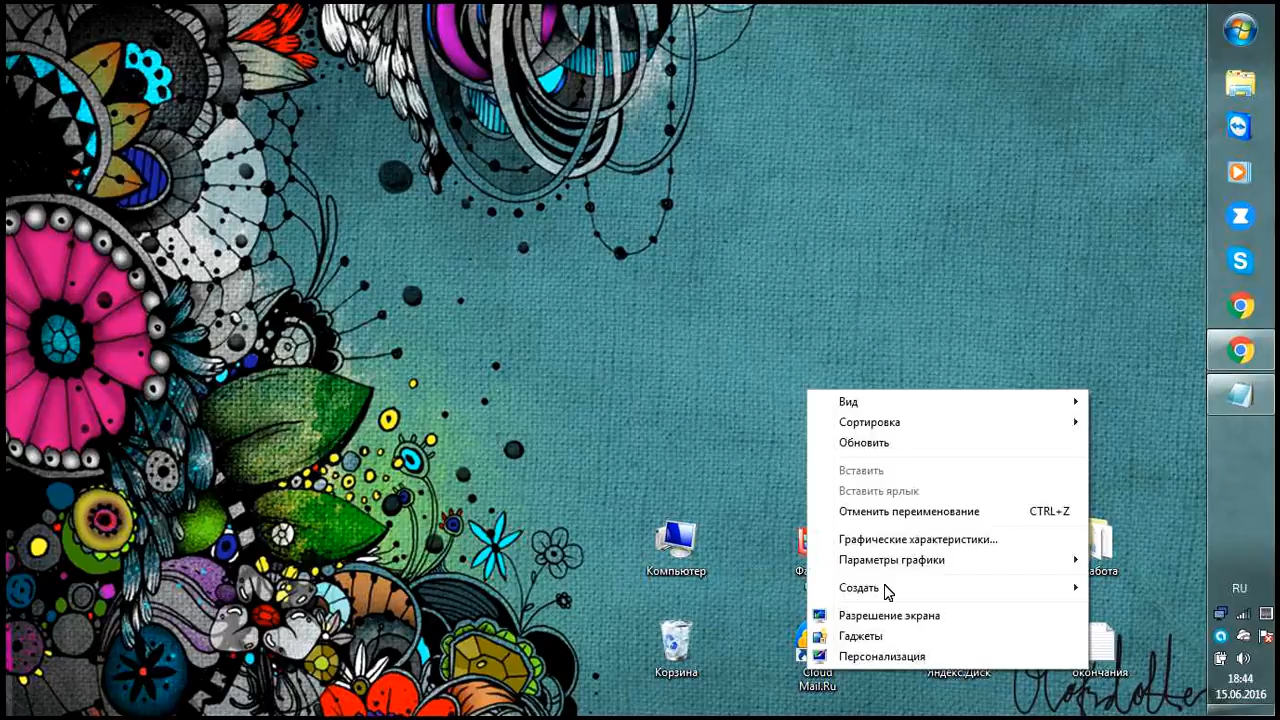 Вид
Сортировка
Обновить
Вставить
Вставить ярлык
Отменить переименование CTRL+Z
Графические характеристики...
Параметры графики
Создать
Разрешение экрана
Гаджеты
Персонализация
Компьютер
Корзина
Cloud
Mail.Ru
Яндекс.Диск
окончания
RU
18:44
15.06.2016